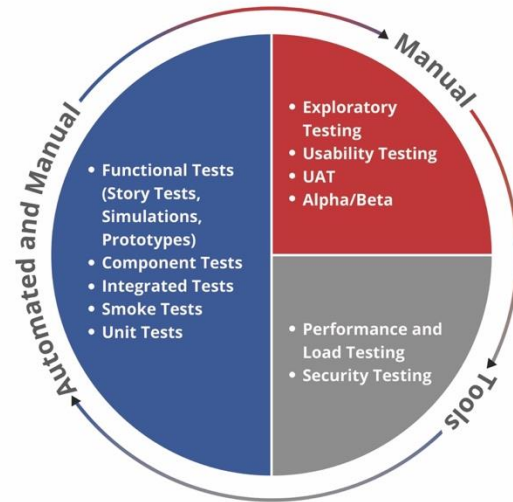 Automated and Manual
• Functional Tests
(Story Tests,
Simulations,
Prototypes)
• Component Tests
• Integrated Tests
• Smoke Tests
• Unit Tests
Manual
• Exploratory
Testing
• Usability Testing
• UAT
• Alpha/Beta
Tools
• Performance and
Load Testing
• Security Testing